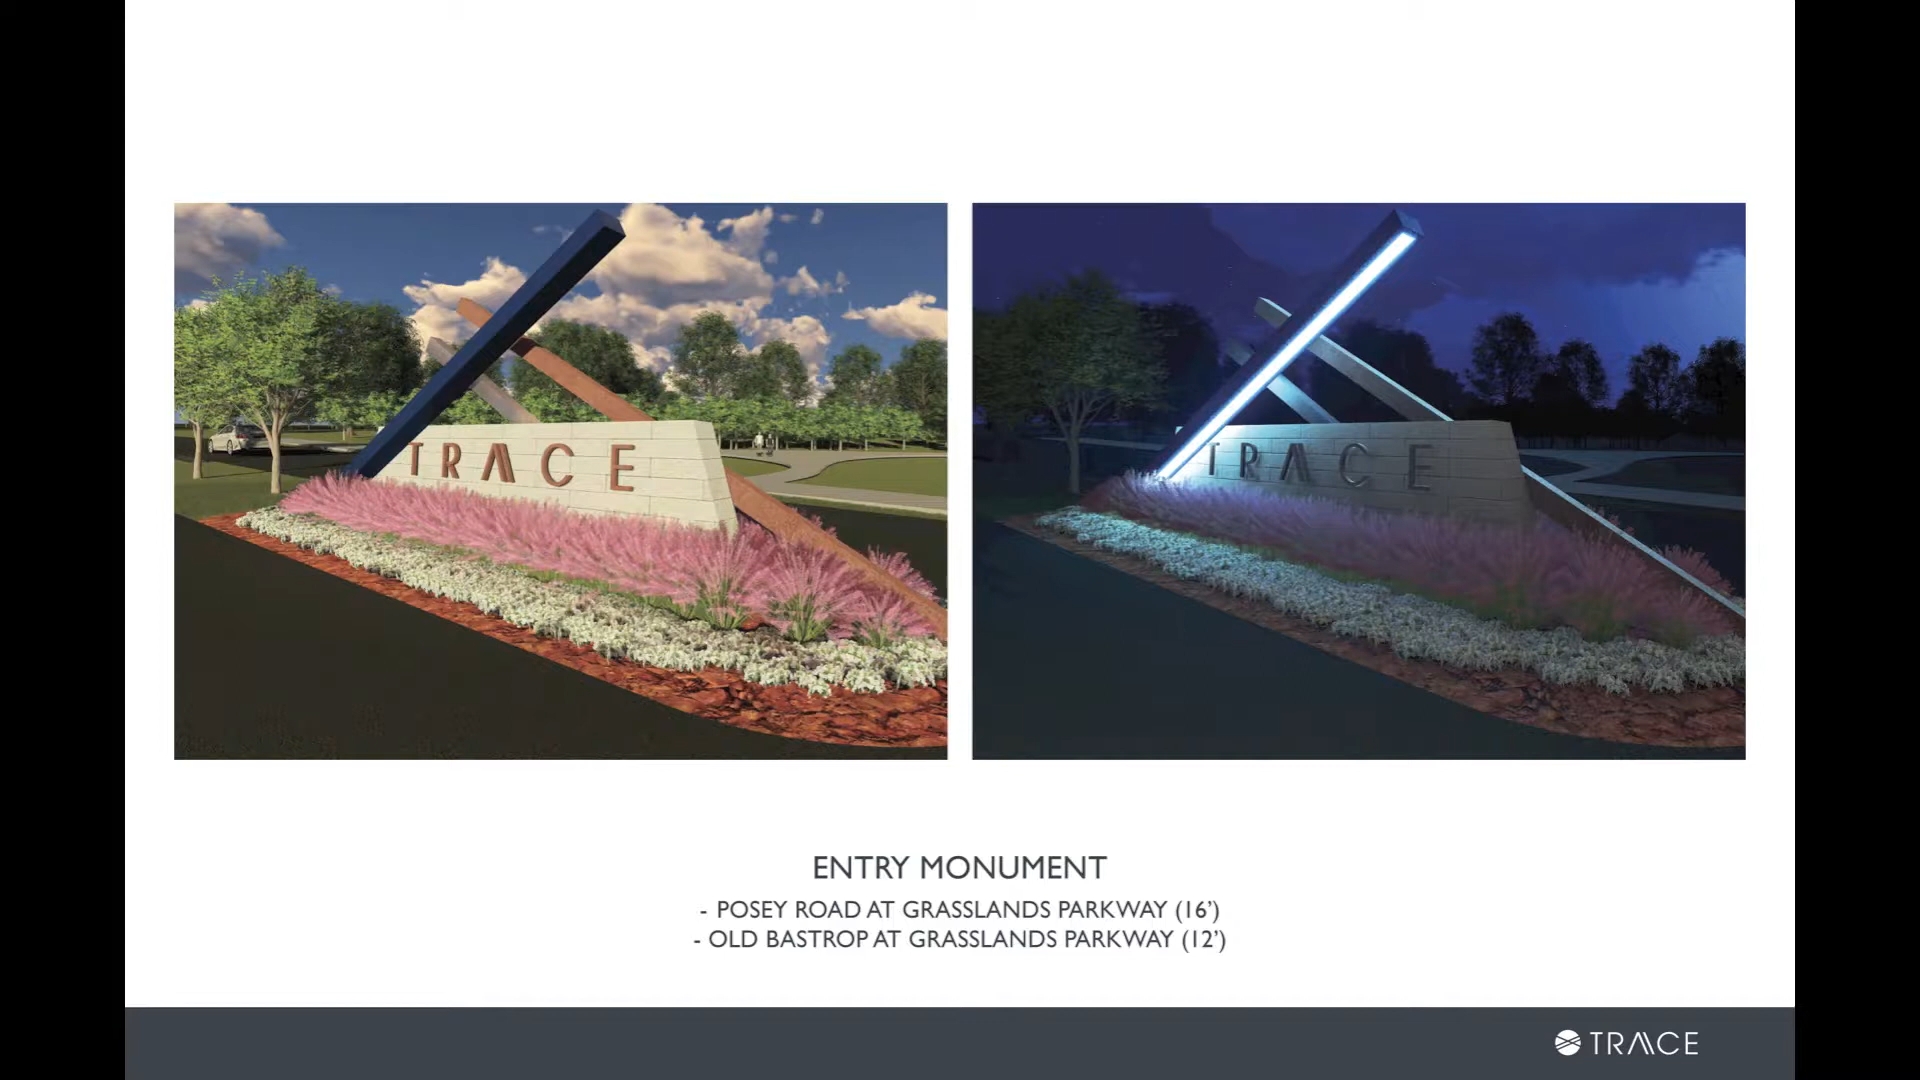 TRACE
TRACE
ENTRY MONUMENT
- POSEY ROAD AT GRASSLANDS PARKWAY (16’)
- OLD BASTROP AT GRASSLANDS PARKWAY (12’)
TRACE